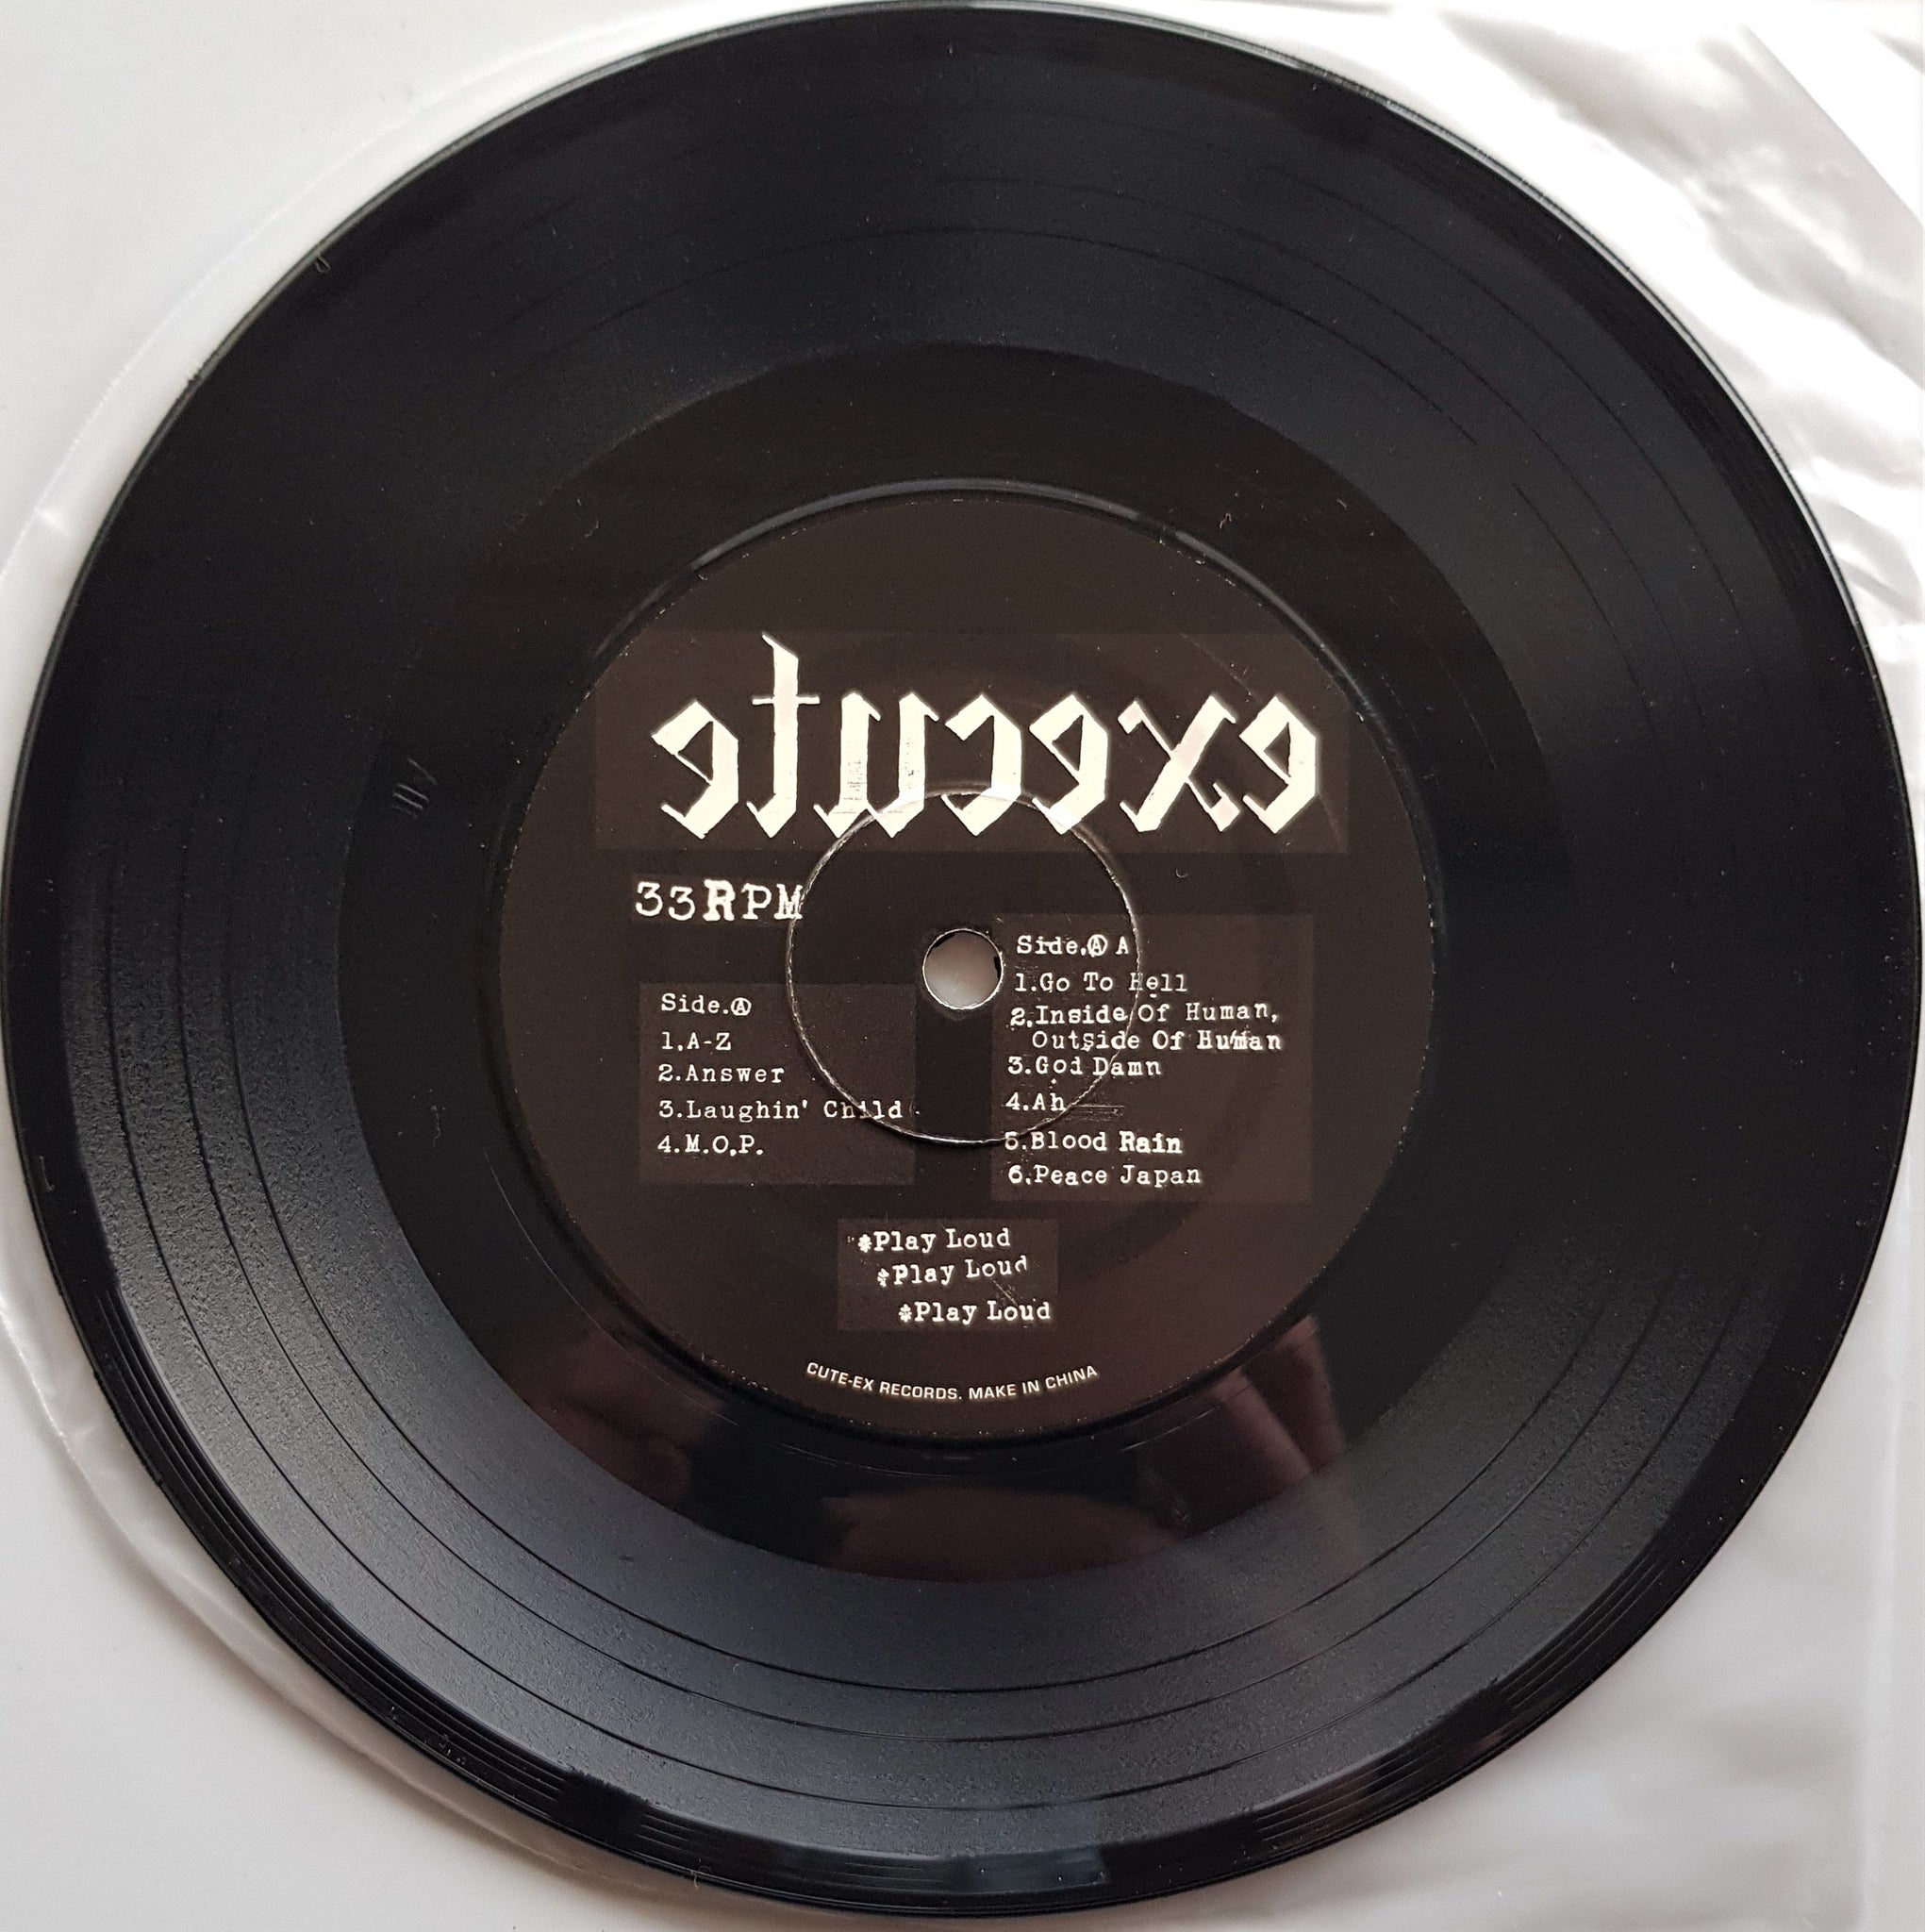 execute
33RPM
Side.Ⓐ
1.A-Z
2.Answer
3.Laughin' Child
4.M.O.P.
Side.Ⓐ A
1.Go To Hell
2.Inside Of Human,
Outside Of Human
3.God Damn
4.Ah
5.Blood Rain
6.Peace Japan
*Play Loud
*Play Loud
*Play Loud
CUTE-EX RECORDS. MAKE IN CHINA